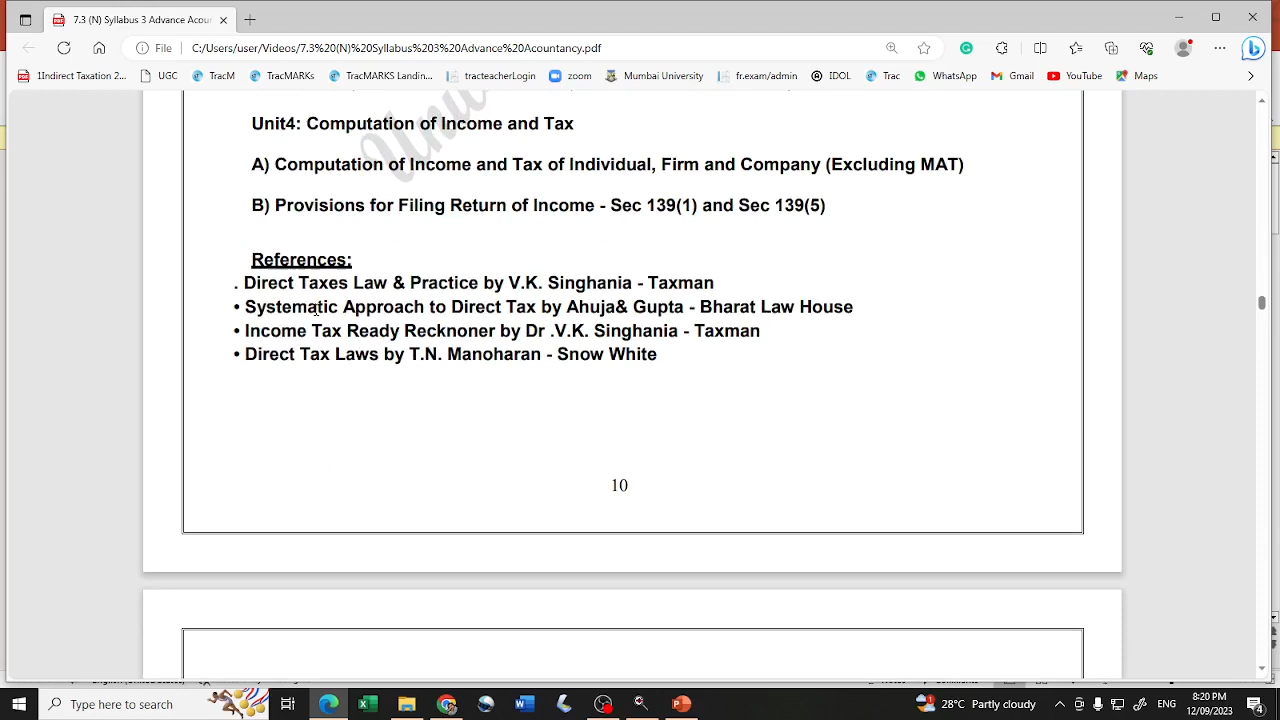 7.3 (N) Syllabus 3 Advance Accou
File
C:/Users/user/Videos/7.3%20(N)%20Syllabus%203%20Advance%20Accountancy.pdf
1Indirect Taxation 2...
UGC
TracM
TracMARKS
TracMARKS Landin...
tracteacherLogin
zoom
Mumbai University
fr.exam/admin
IDOL
Trac
WhatsApp
Gmail
YouTube
Maps
Unit4: Computation of Income and Tax
A) Computation of Income and Tax of Individual, Firm and Company (Excluding MAT)
B) Provisions for Filing Return of Income - Sec 139(1) and Sec 139(5)
References:
. Direct Taxes Law & Practice by V.K. Singhania - Taxman
• Systematic Approach to Direct Tax by Ahuja& Gupta - Bharat Law House
• Income Tax Ready Recknoner by Dr .V.K. Singhania - Taxman
• Direct Tax Laws by T.N. Manoharan - Snow White
10
Type here to search
28°C Partly cloudy
ENG
8:20 PM
12/09/2023